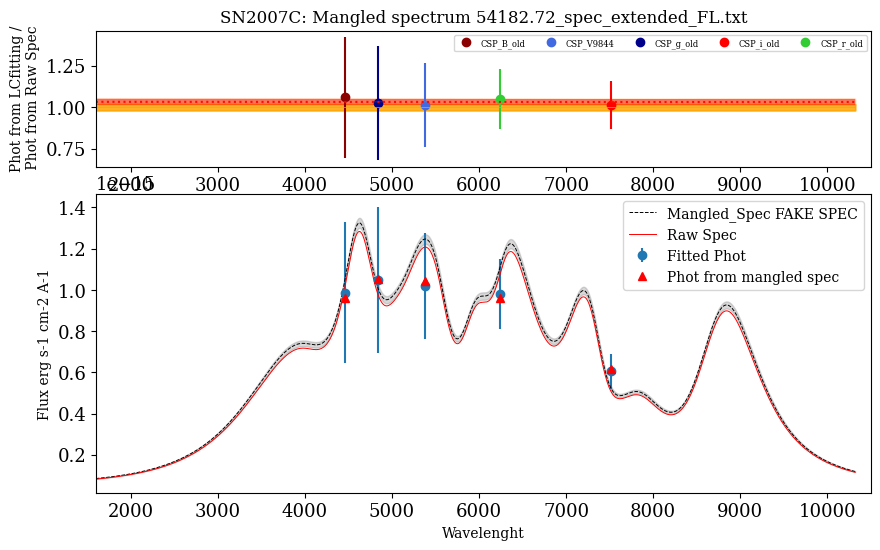 SN2007C: Mangled spectrum 54182.72_spec_extended_FL.txt
Phot from LCfitting /
Phot from Raw Spec
1.25
1.00
0.75
CSP_B_old CSP_V9844 CSP_g_old CSP_i_old CSP_r_old
2000 3000 4000 5000 6000 7000 8000 9000 10000
1e−15
Flux erg s-1 cm-2 A-1
1.4
1.2
1.0
0.8
0.6
0.4
0.2
Mangled_Spec FAKE SPEC
Raw Spec
Fitted Phot
Phot from mangled spec
2000 3000 4000 5000 6000 7000 8000 9000 10000
Wavelenght